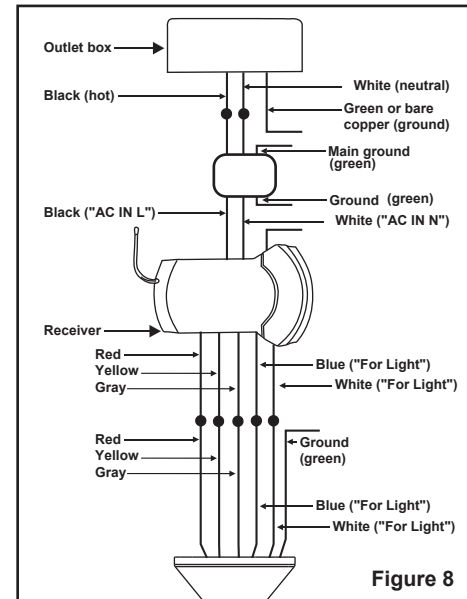 Outlet box
White (neutral)
Black (hot)
Green or bare
copper (ground)
Main ground
(green)
Ground (green)
Black ("AC IN L")
White ("AC IN N")
Receiver
Red
Yellow
Gray
Blue ("For Light")
White ("For Light")
Red
Yellow
Gray
Ground
(green)
Blue ("For Light")
White ("For Light")
Figure 8